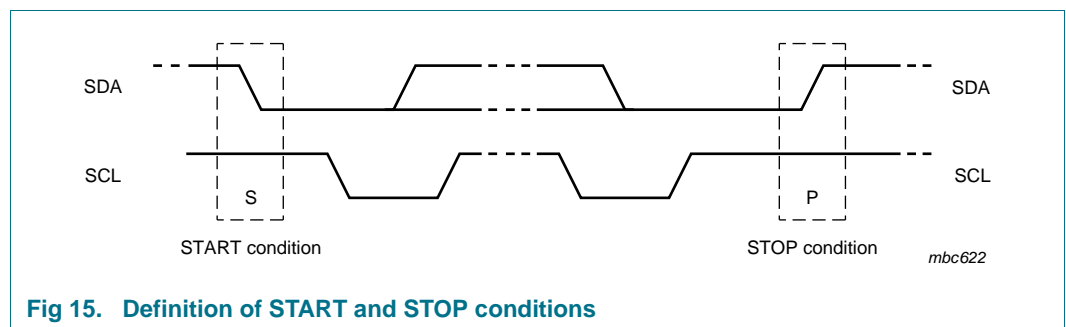 SDA SDA
SCL SCL
S P
START condition STOP condition
mbc622
Fig 15. Definition of START and STOP conditions